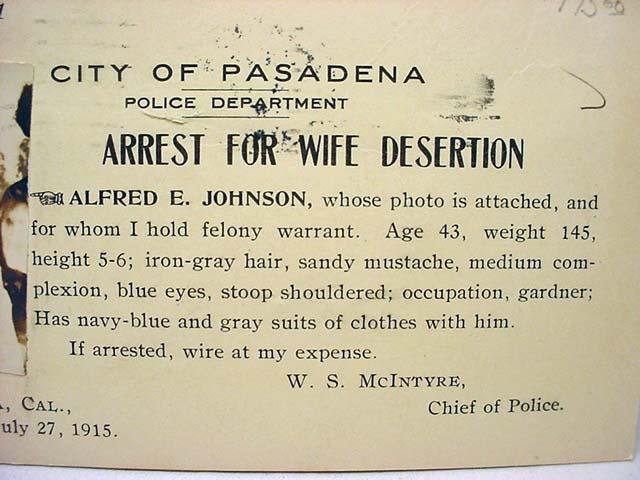 CITY OF PASADENA
POLICE DEPARTMENT
ARREST FOR WIFE DESERTION
ALFRED E. JOHNSON, whose photo is attached, and
for whom I hold felony warrant. Age 43, weight 145,
height 5-6; iron-gray hair, sandy mustache, medium com-
plexion, blue eyes, stoop shouldered; occupation, gardner;
Has navy-blue and gray suits of clothes with him.
If arrested, wire at my expense.
W. S. McINTYRE,
Chief of Police.
, CAL.,
uly 27, 1915.